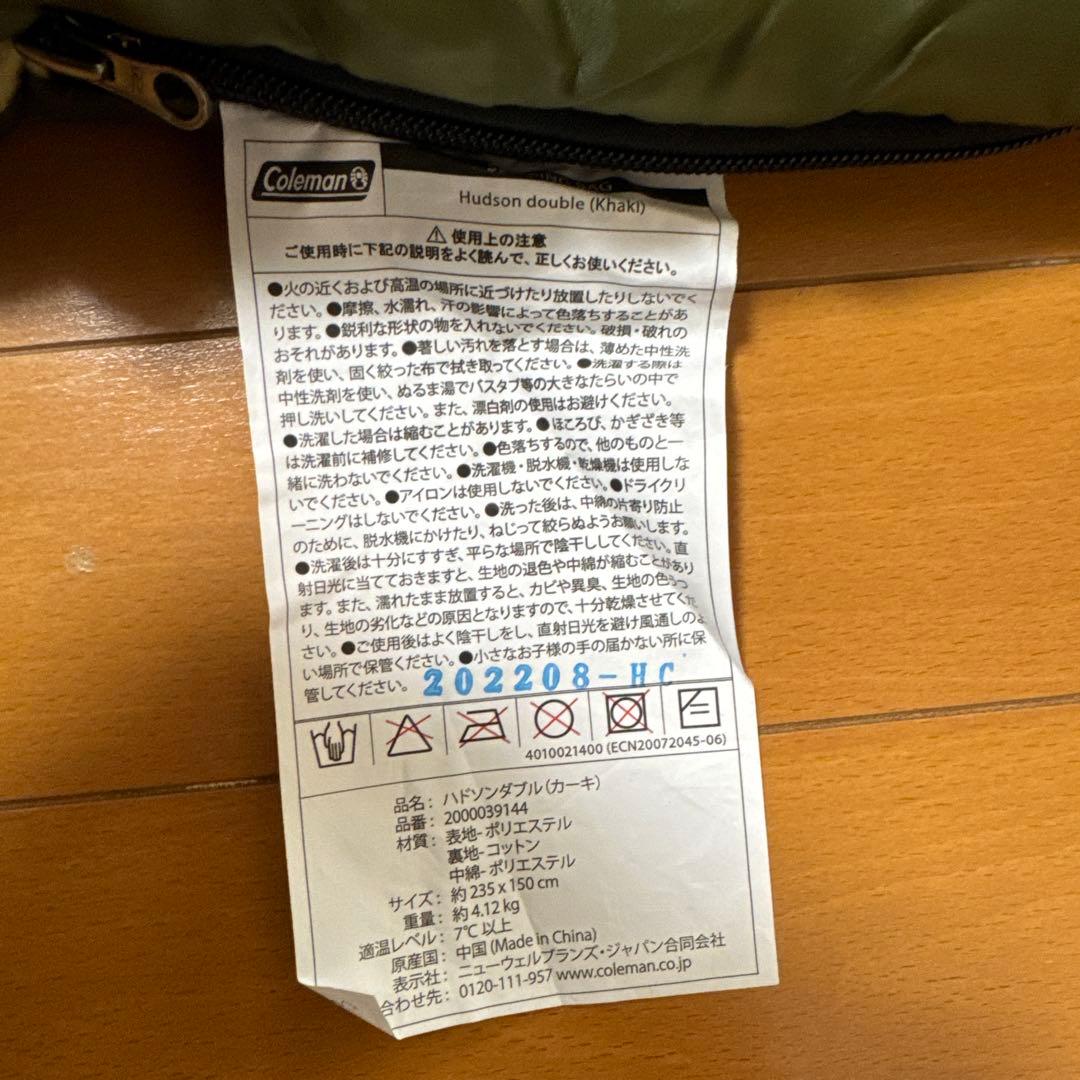 Coleman
BAG
Hudson double (Khaki)
⚠ 使用上の注意
ご使用時に下記の説明をよく読んで、正しくお使いください。
●火の近くおよび高温の場所に近づけたり放置したりしないでく
ださい。●摩擦、水濡れ、汗の影響によって色落ちすることがあ
ります。●鋭利な形状の物を入れないでください。破損・破れの
おそれがあります。●著しい汚れを落とす場合は、薄めた中性洗
剤を使い、固く絞った布で拭き取ってください。●洗濯する際は
中性洗剤を使い、ぬるま湯でバスタブ等の大きなたらいの中で
押し洗いしてください。また、漂白剤の使用はお避けください。
●洗濯した場合は縮むことがあります。●ほころび、かぎざき等
は洗濯前に補修してください。●色落ちするので、他のものと一
緒に洗わないでください。●洗濯機・脱水機・乾燥機は使用しな
いでください。●アイロンは使用しないでください。●ドライクリ
ーニングはしないでください。●洗った後は、中綿の片寄り防止
のために、脱水機にかけたり、ねじって絞らぬようお願いします。
●洗濯後は十分にすすぎ、平らな場所で陰干ししてください。直
射日光に当てておきますと、生地の退色や中綿が縮むことがあり
ます。また、濡れたまま放置すると、カビや異臭、生地の色うつ
り、生地の劣化などの原因となりますので、十分乾燥させてくだ
さい。●ご使用後はよく陰干しをし、直射日光を避け風通しのよ
い場所で保管ください。●小さなお子様の手の届かない所に保
管してください。
202208-HC
4010021400 (ECN20072045-06)
品名: ハドソンダブル(カーキ)
品番: 2000039144
材質: 表地-ポリエステル
裏地-コットン
中綿-ポリエステル
サイズ: 約 235 x 150 cm
重量: 約 4.12 kg
適温レベル: 7℃ 以上
原産国: 中国 (Made in China)
表示社: ニューウェルブランズ・ジャパン合同会社
合わせ先: 0120-111-957 www.coleman.co.jp